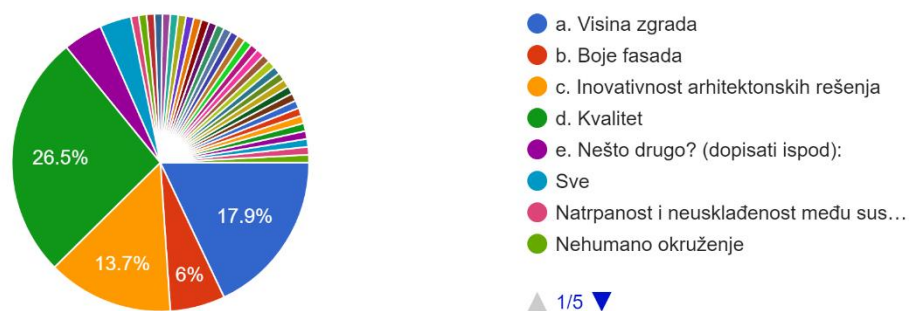 26.5%
17.9%
13.7%
6%
a. Visina zgrada
b. Boje fasada
c. Inovativnost arhitektonskih rešenja
d. Kvalitet
e. Nešto drugo? (dopisati ispod):
Sve
Natrpanost i neusklađenost među sus…
Nehumano okruženje
1/5